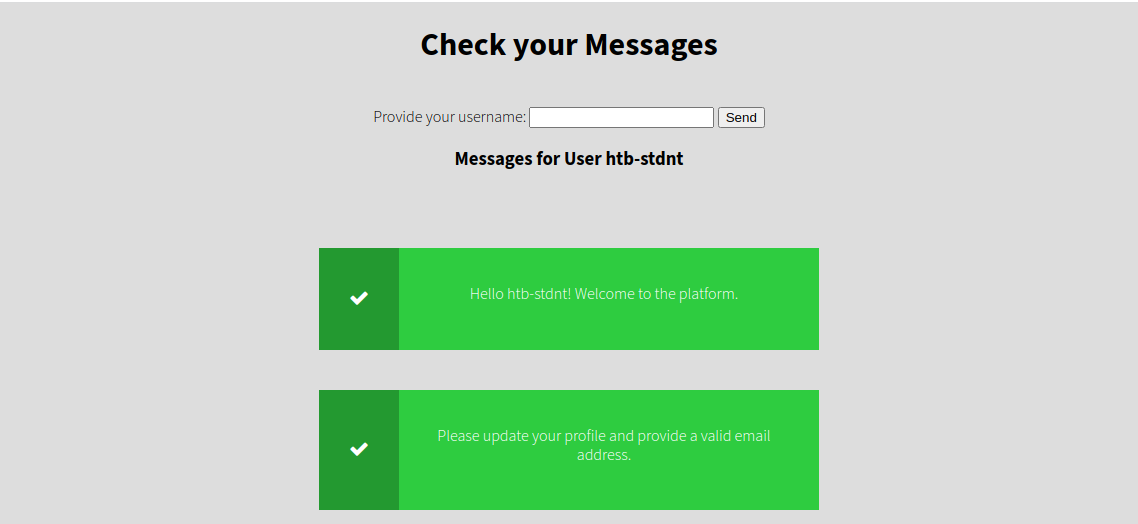 Check your Messages
Provide your username: Send
Messages for User htb-stdnt
Hello htb-stdnt! Welcome to the platform.
Please update your profile and provide a valid email
address.